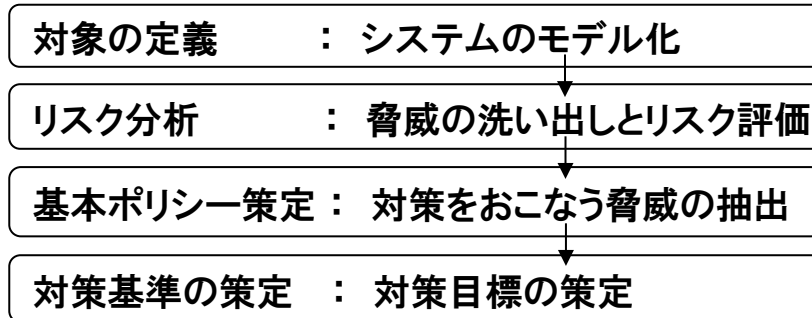 対象の定義 : システムのモデル化
リスク分析 : 脅威の洗い出しとリスク評価
基本ポリシー策定: 対策をおこなう脅威の抽出
対策基準の策定 : 対策目標の策定